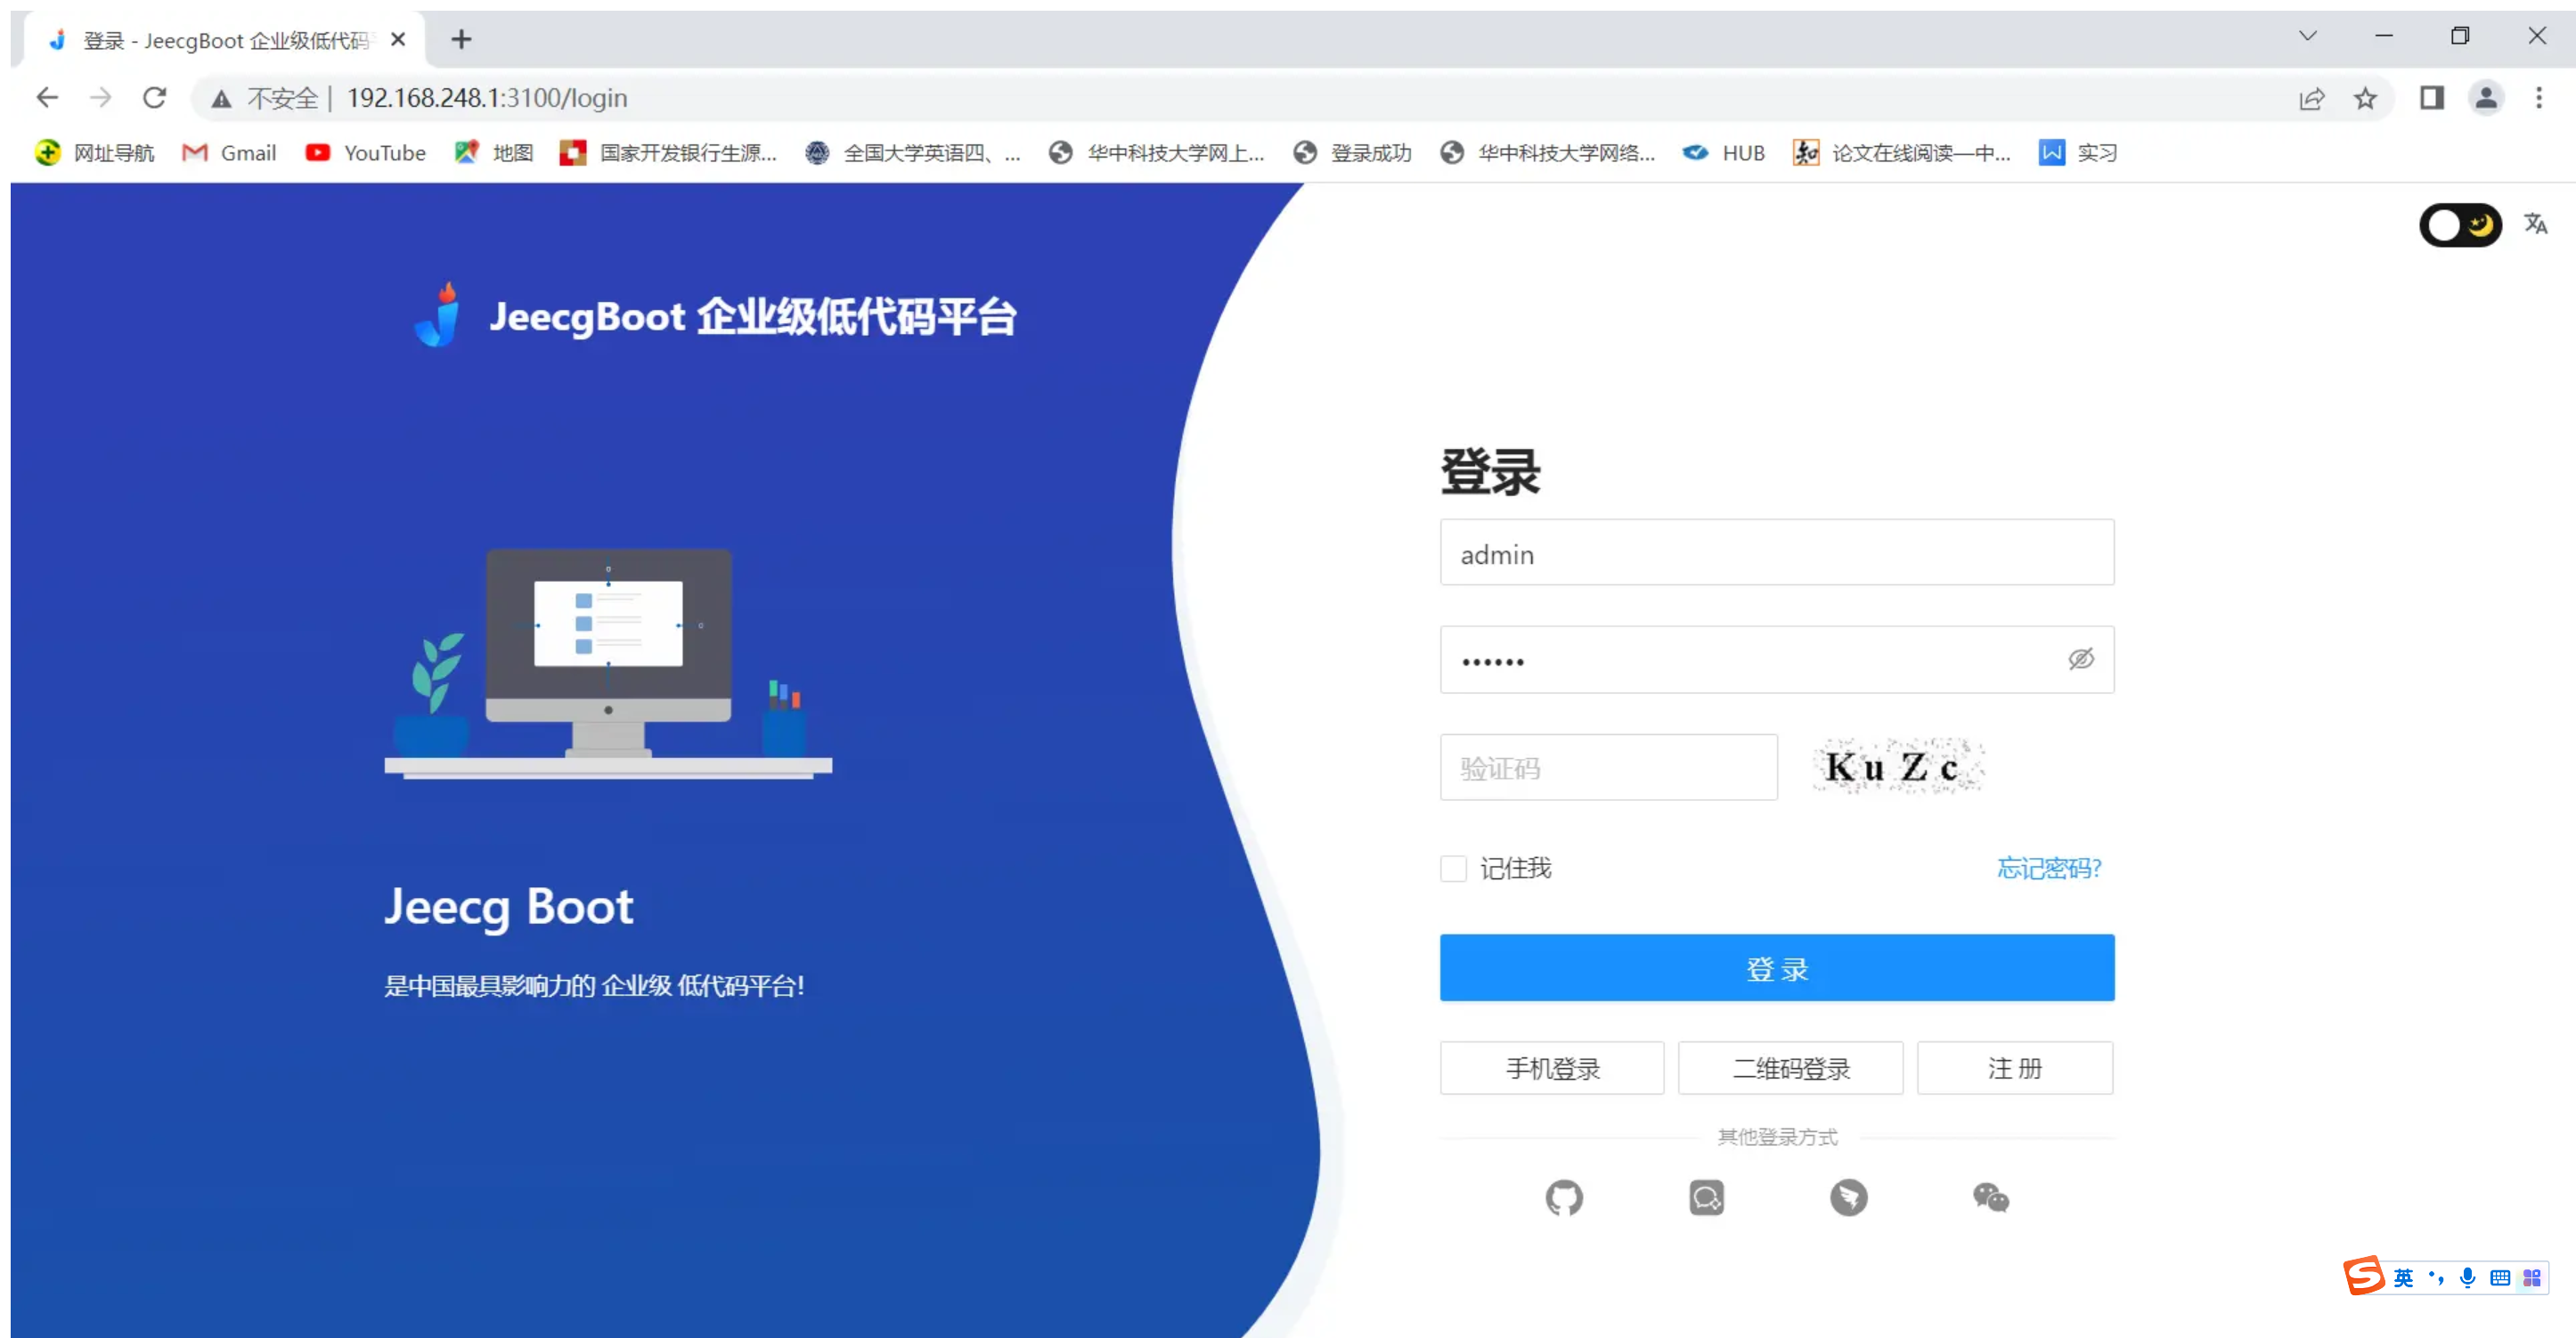 登录 - JeecgBoot 企业级低代码
不安全 | 192.168.248.1:3100/login
网址导航 Gmail YouTube 地图 国家开发银行生源... 全国大学英语四、... 华中科技大学网上... 登录成功 华中科技大学网络... HUB 知 论文在线阅读—中... 实习
JeecgBoot 企业级低代码平台
Jeecg Boot
是中国最具影响力的 企业级 低代码平台!
登录
admin
••••••
验证码 KuZc
记住我 忘记密码?
登 录
手机登录 二维码登录 注 册
其他登录方式
S 英